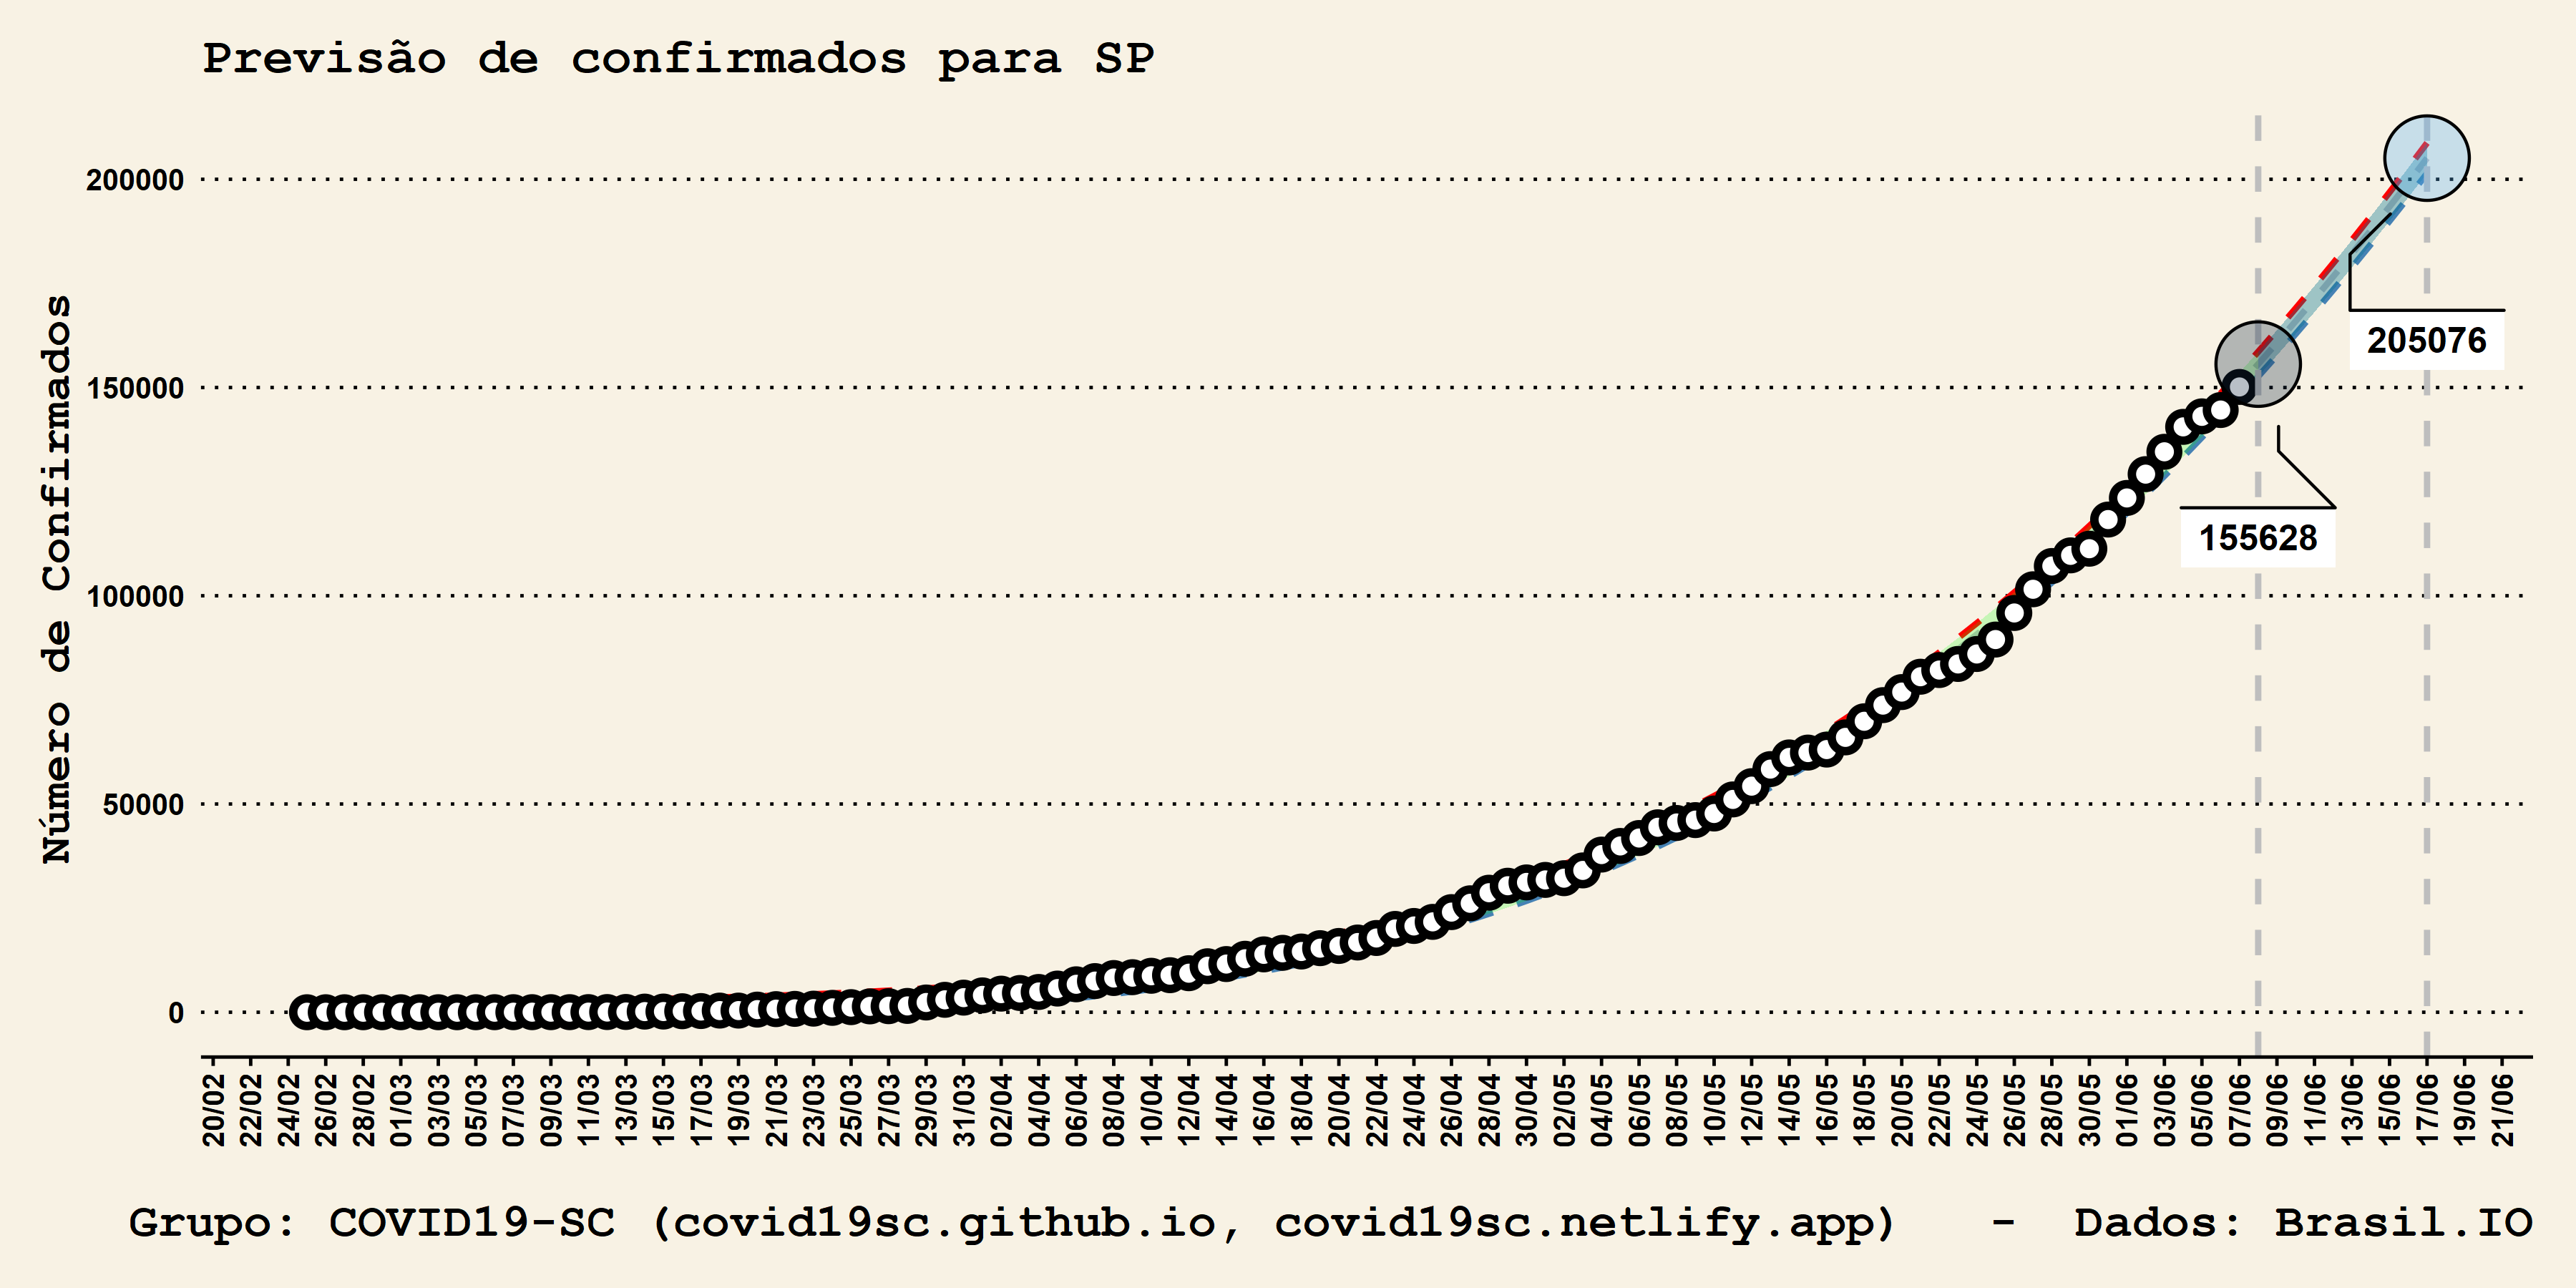 Previsão de confirmados para SP
Número de Confirmados
200000
150000
100000
50000
0
205076
155628
20/02 22/02 24/02 26/02 28/02 01/03 03/03 05/03 07/03 09/03 11/03 13/03 15/03 17/03 19/03 21/03 23/03 25/03 27/03 29/03 31/03 02/04 04/04 06/04 08/04 10/04 12/04 14/04 16/04 18/04 20/04 22/04 24/04 26/04 28/04 30/04 02/05 04/05 06/05 08/05 10/05 12/05 14/05 16/05 18/05 20/05 22/05 24/05 26/05 28/05 30/05 01/06 03/06 05/06 07/06 09/06 11/06 13/06 15/06 17/06 19/06 21/06
Grupo: COVID19-SC (covid19sc.github.io, covid19sc.netlify.app) - Dados: Brasil.IO